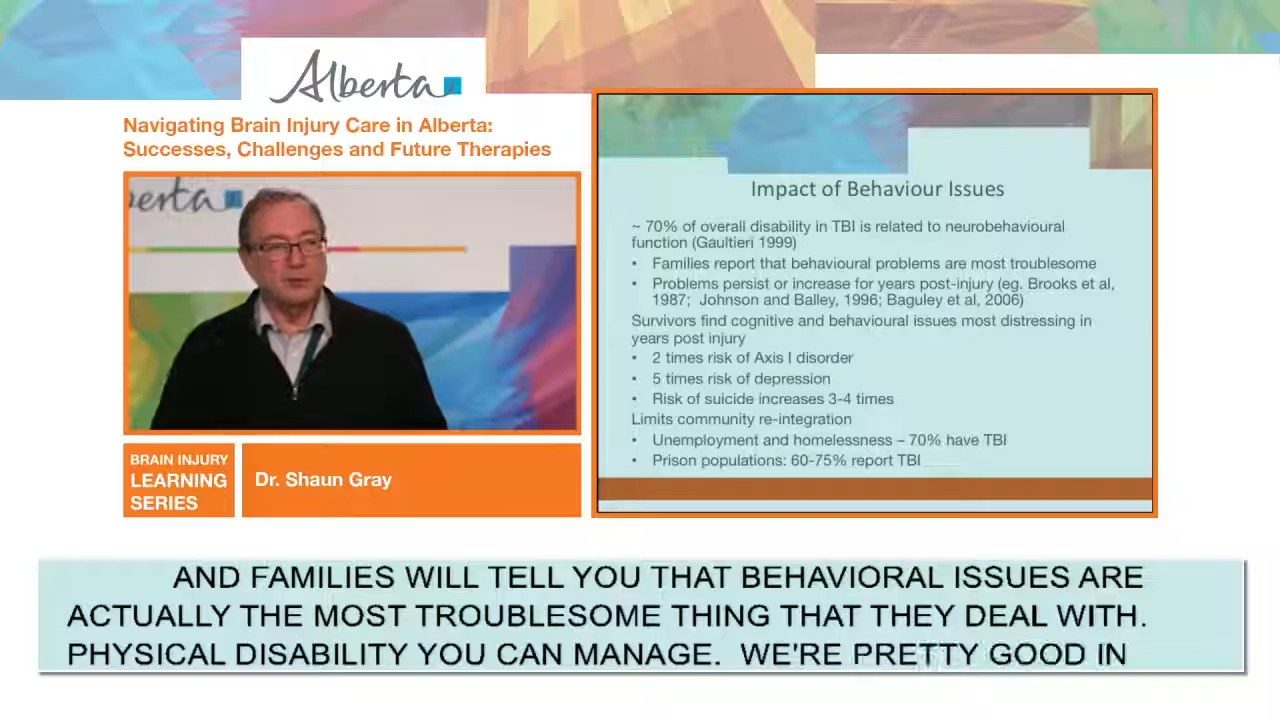 Alberta
Navigating Brain Injury Care in Alberta:
Successes, Challenges and Future Therapies
berta
BRAIN INJURY
LEARNING
SERIES
Dr. Shaun Gray
Impact of Behaviour Issues
~ 70% of overall disability in TBI is related to neurobehavioural
function (Gaultieri 1999)
• Families report that behavioural problems are most troublesome
• Problems persist or increase for years post-injury (eg. Brooks et al,
1987; Johnson and Balley, 1996; Baguley et al, 2006)
Survivors find cognitive and behavioural issues most distressing in
years post injury
• 2 times risk of Axis I disorder
• 5 times risk of depression
• Risk of suicide increases 3-4 times
Limits community re-integration
• Unemployment and homelessness – 70% have TBI
• Prison populations: 60-75% report TBI
AND FAMILIES WILL TELL YOU THAT BEHAVIORAL ISSUES ARE
ACTUALLY THE MOST TROUBLESOME THING THAT THEY DEAL WITH.
PHYSICAL DISABILITY YOU CAN MANAGE. WE'RE PRETTY GOOD IN